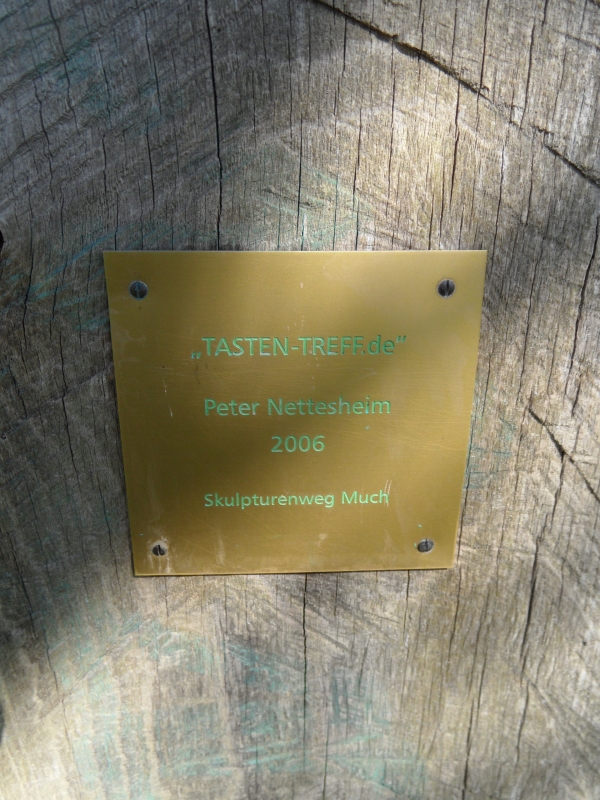 „TASTEN-TREFF.de“
Peter Nettesheim
2006
Skulpturenweg Much